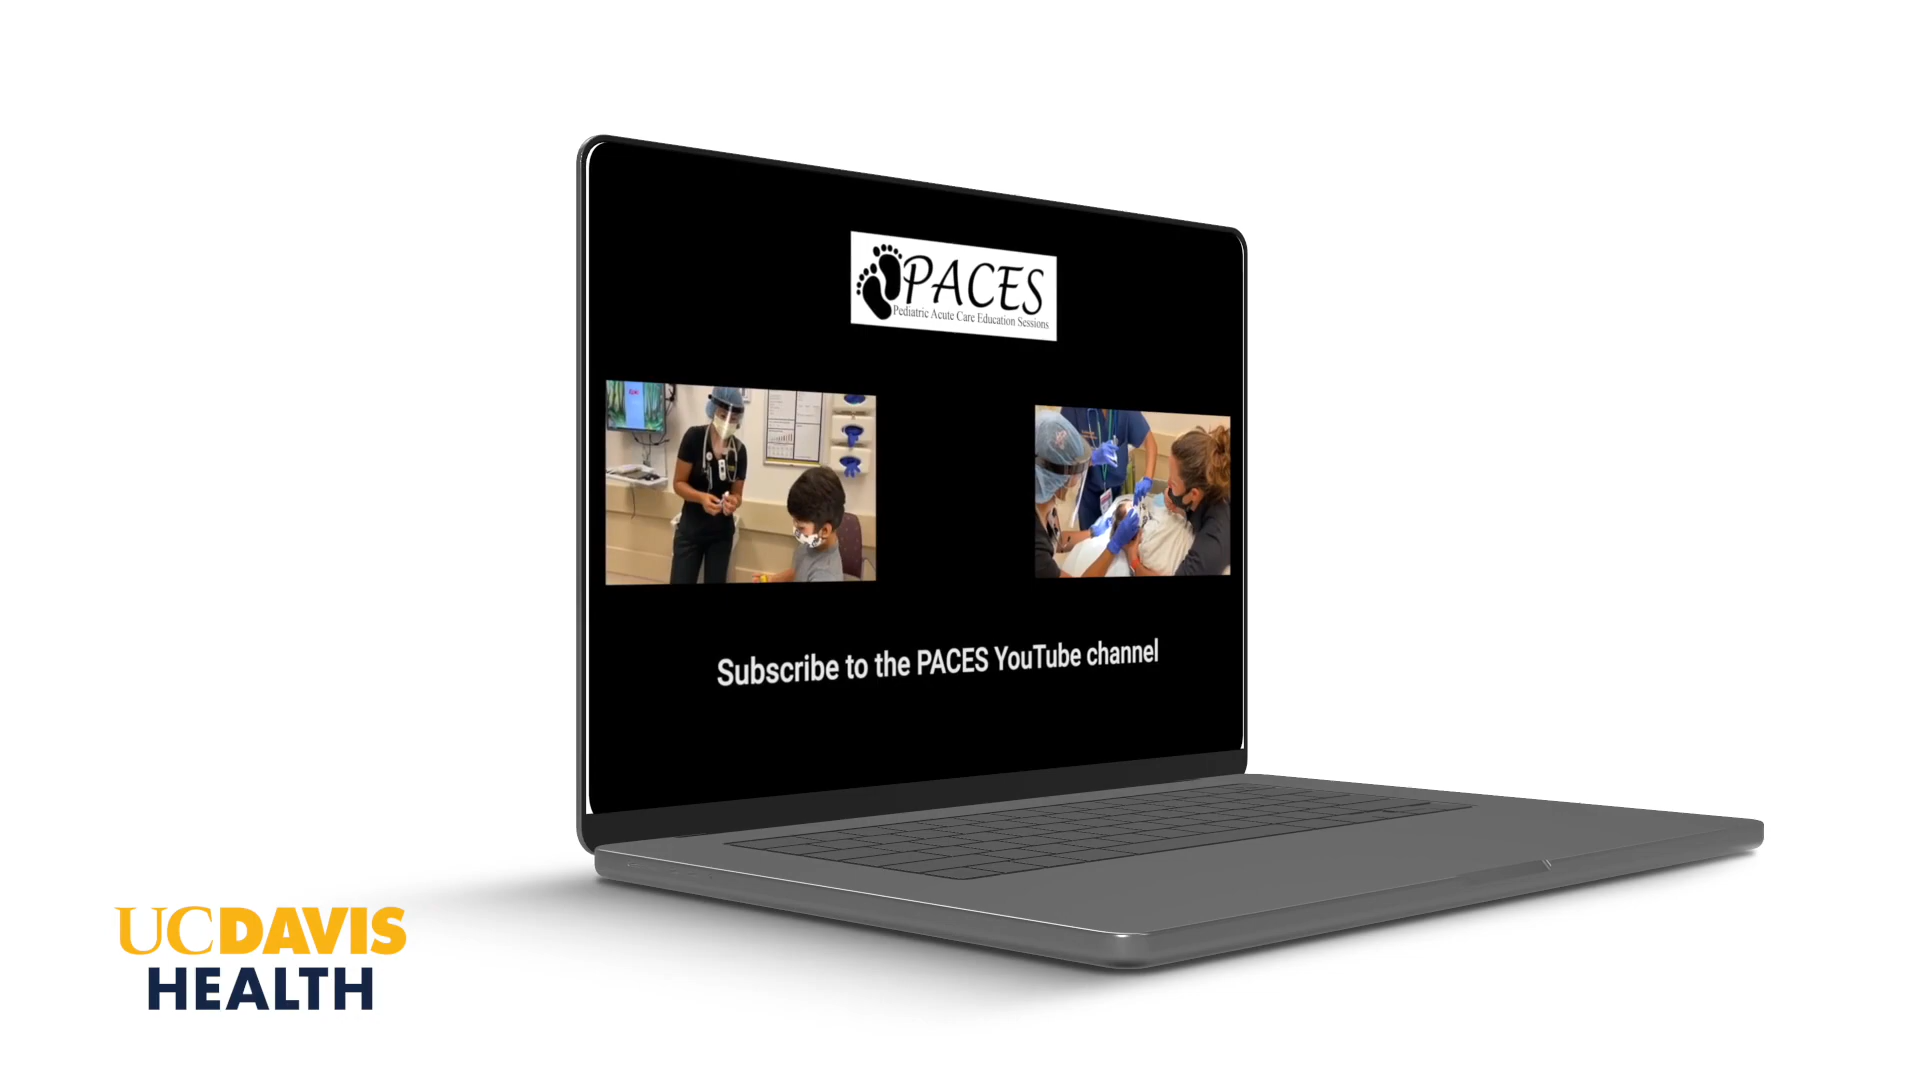 PACES
Pediatric Acute Care Education Sessions
Subscribe to the PACES YouTube channel
UCDAVIS
HEALTH